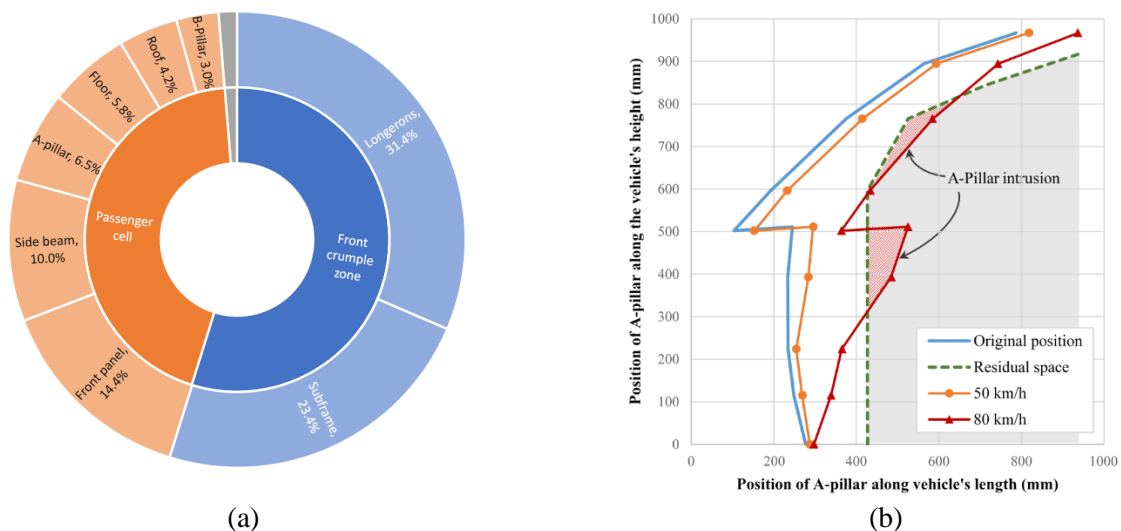 B-Pillar, 3.0%
Roof, 4.2%
Floor, 5.8%
A-pillar, 6.5%
Side beam,
10.0%
Front panel,
14.4%
Passenger
cell
Longerons,
31.4%
Front
crumple
zone
Subframe,
23.4%
(a)
Position of A-pillar along the vehicle's height (mm)
1000
900
800
700
600
500
400
300
200
100
0
A-Pillar intrusion
Original position
Residual space
50 km/h
80 km/h
0
200
400
600
800
1000
Position of A-pillar along vehicle's length (mm)
(b)